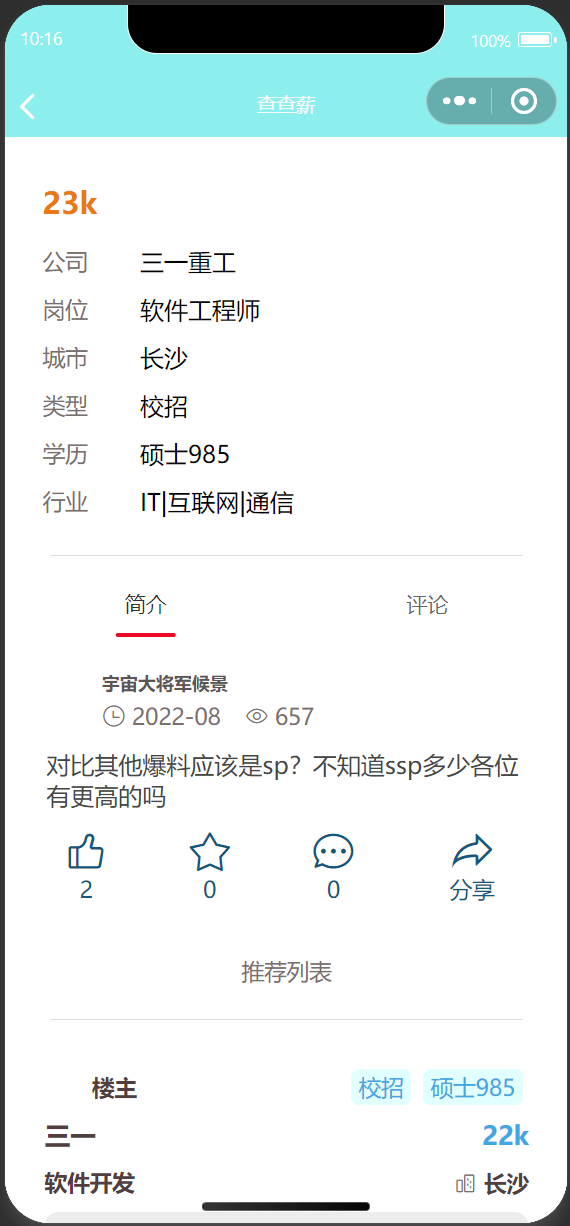 10:16
100%
查查薪
23k
公司 三一重工
岗位 软件工程师
城市 长沙
类型 校招
学历 硕士985
行业 IT|互联网|通信
简介 评论
宇宙大将军候景
2022-08 657
对比其他爆料应该是sp？不知道ssp多少各位
有更高的吗
2 0 0 分享
推荐列表
楼主 校招 硕士985
三一 22k
软件开发 长沙